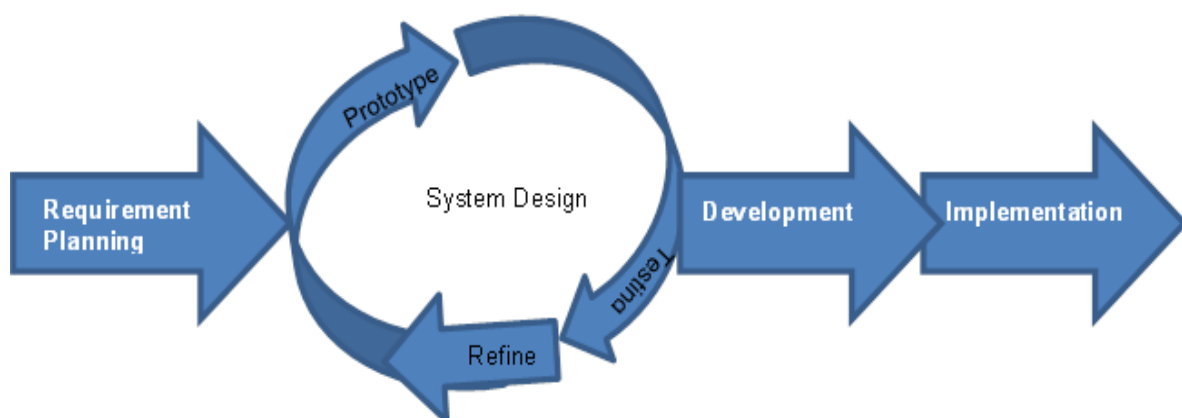 Prototype
System Design
Requirement
Planning
Development
Implementation
Testing
Refine